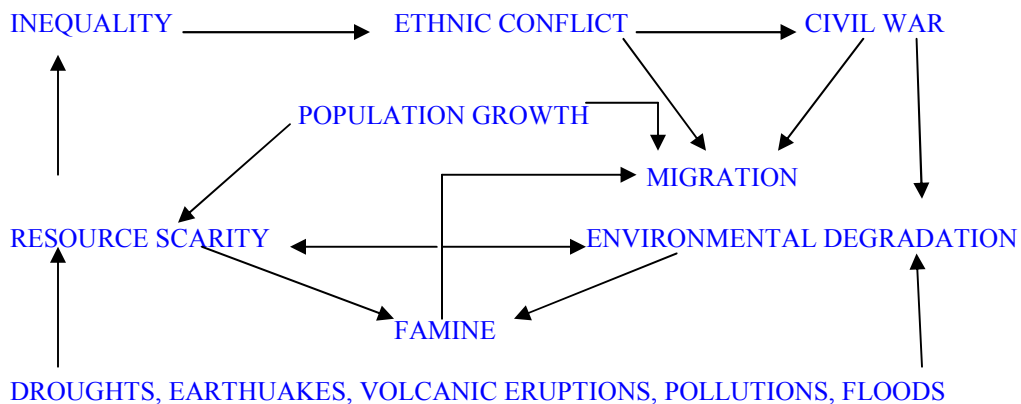 INEQUALITY ETHNIC CONFLICT CIVIL WAR
POPULATION GROWTH
MIGRATION
RESOURCE SCARITY ENVIRONMENTAL DEGRADATION
FAMINE
DROUGHTS, EARTHUAKES, VOLCANIC ERUPTIONS, POLLUTIONS, FLOODS